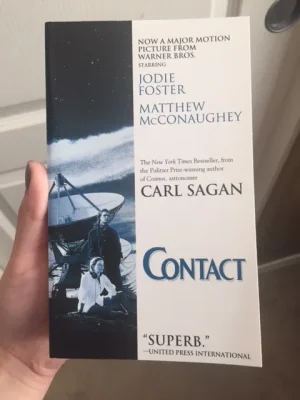 NOW A MAJOR MOTION
PICTURE FROM
WARNER BROS.
STARRING
JODIE
FOSTER
MATTHEW
McCONAUGHEY
The New York Times Bestseller, from
the Pulitzer Prize-winning author
of Cosmos, astronomer
CARL SAGAN
CONTACT
“SUPERB.”
—UNITED PRESS INTERNATIONAL